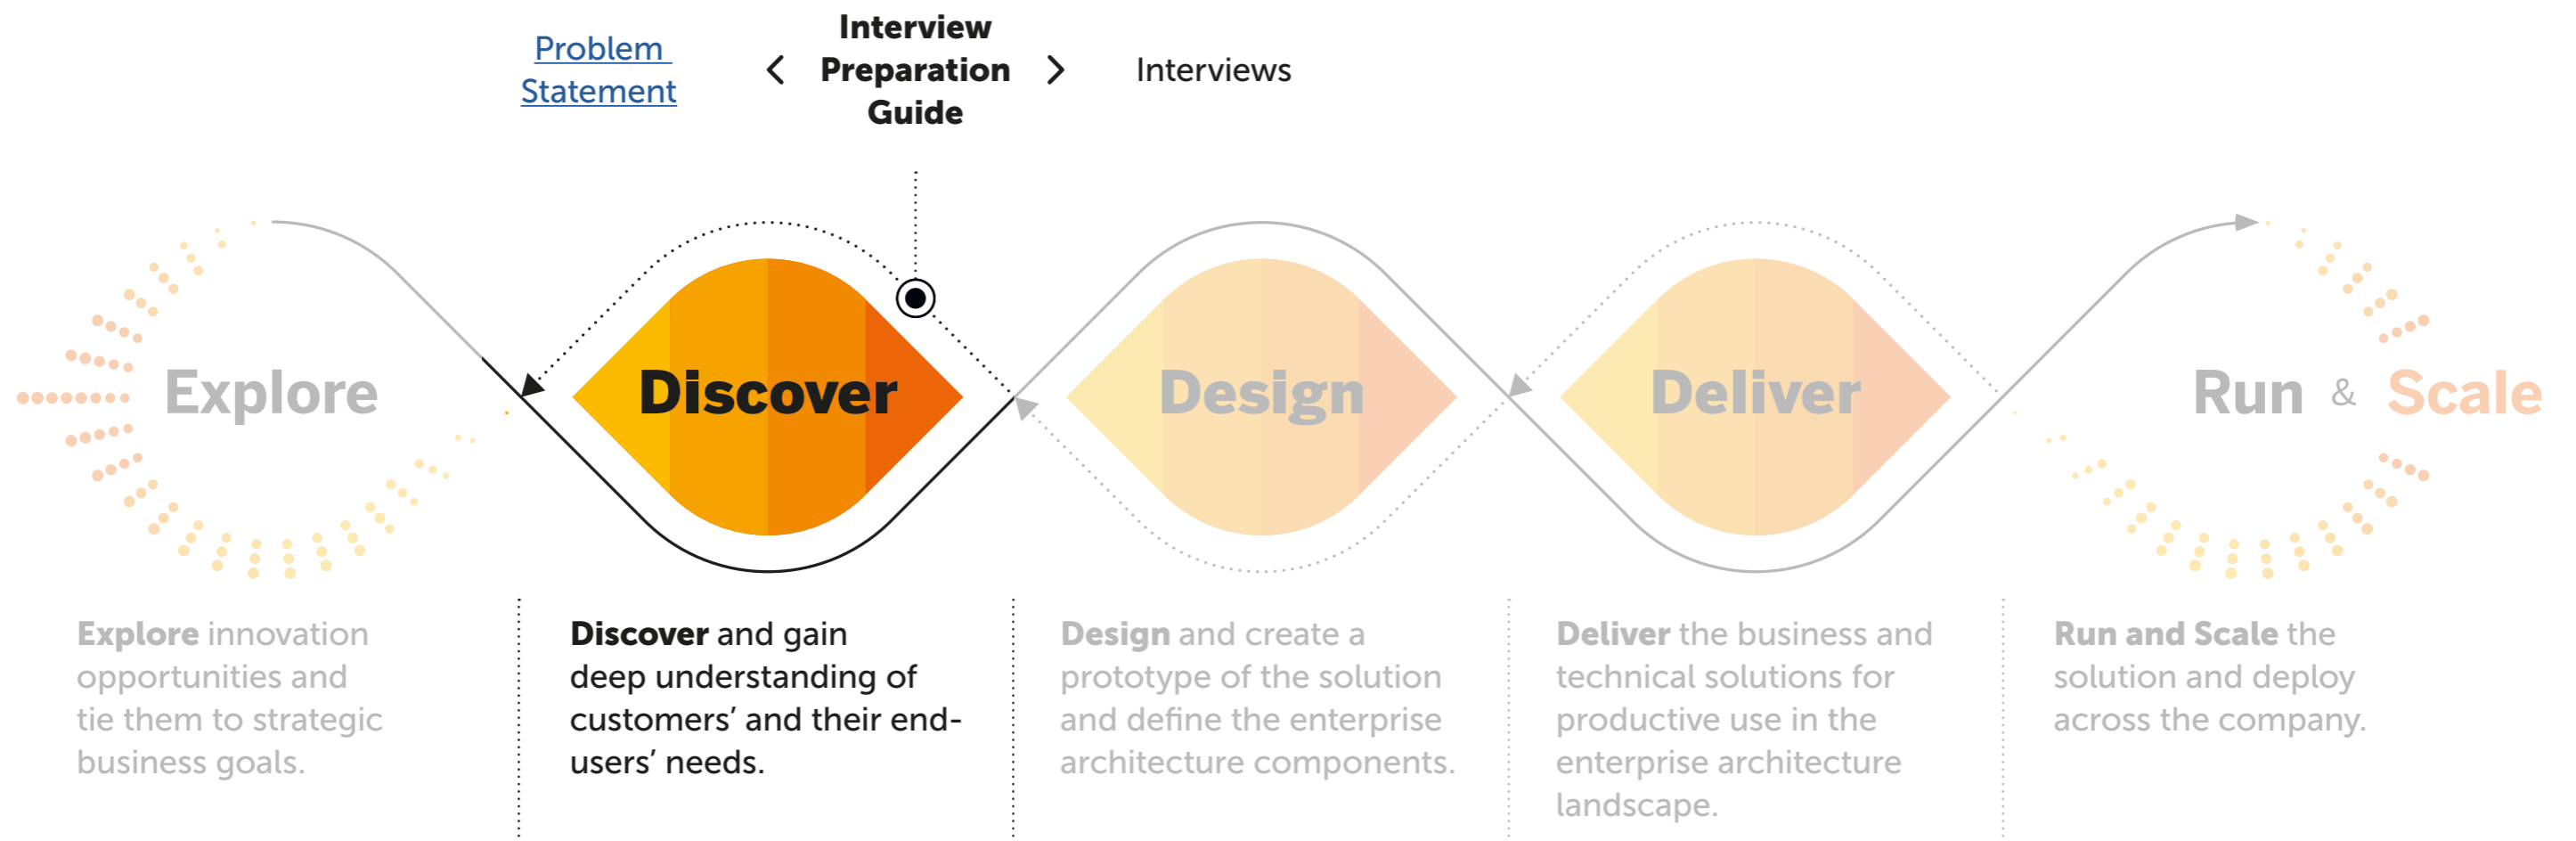 Problem
Statement
<
Interview
Preparation
Guide
>
Interviews
Explore
Discover
Design
Deliver
Run & Scale
Explore innovation
opportunities and
tie them to strategic
business goals.
Discover and gain
deep understanding of
customers’ and their end-
users’ needs.
Design and create a
prototype of the solution
and define the enterprise
architecture components.
Deliver the business and
technical solutions for
productive use in the
enterprise architecture
landscape.
Run and Scale the
solution and deploy
across the company.